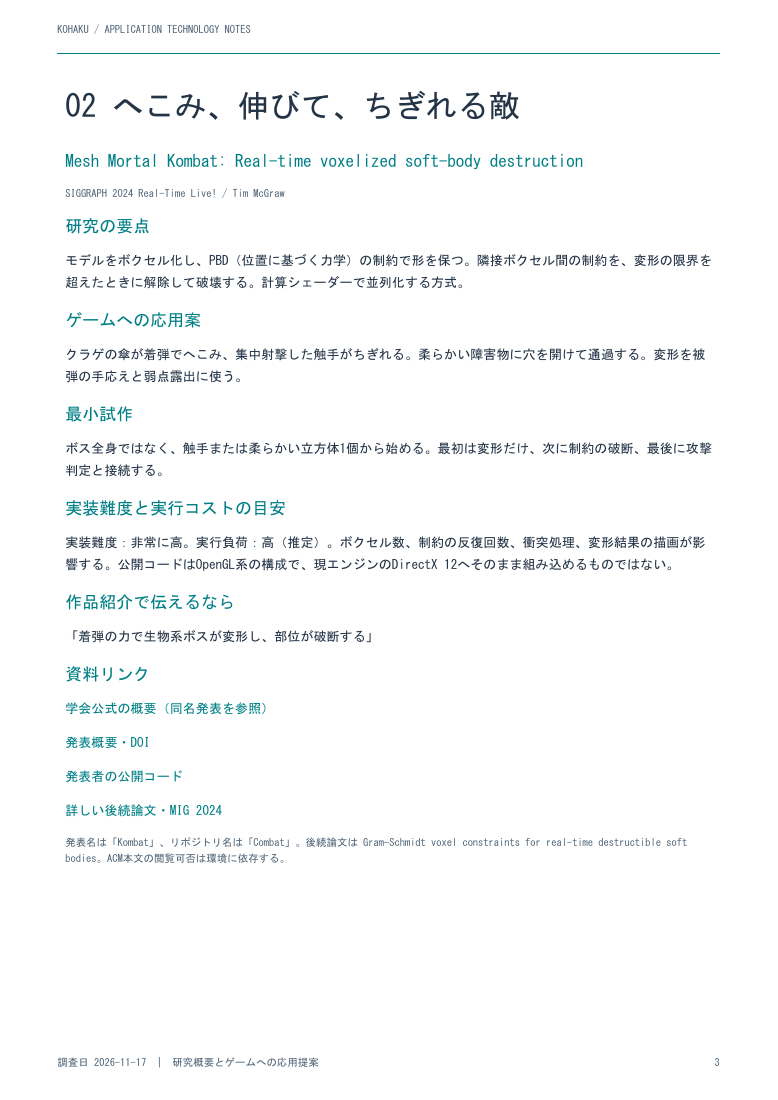 KOHAKU / APPLICATION TECHNOLOGY NOTES
02 へこみ、伸びて、ちぎれる敵
Mesh Mortal Kombat: Real-time voxelized soft-body destruction
SIGGRAPH 2024 Real-Time Live! / Tim McGraw
研究の要点
モデルをボクセル化し、PBD（位置に基づく力学）の制約で形を保つ。隣接ボクセル間の制約を、変形の限界を
超えたときに解除して破壊する。計算シェーダーで並列化する方式。
ゲームへの応用案
クラゲの傘が着弾でへこみ、集中射撃した触手がちぎれる。柔らかい障害物に穴を開けて通過する。変形を被
弾の手応えと弱点露出に使う。
最小試作
ボス全身ではなく、触手または柔らかい立方体1個から始める。最初は変形だけ、次に制約の破断、最後に攻撃
判定と接続する。
実装難度と実行コストの目安
実装難度：非常に高。実行負荷：高（推定）。ボクセル数、制約の反復回数、衝突処理、変形結果の描画が影
響する。公開コードはOpenGL系の構成で、現エンジンのDirectX 12へそのまま組み込めるものではない。
作品紹介で伝えるなら
「着弾の力で生物系ボスが変形し、部位が破断する」
資料リンク
学会公式の概要（同名発表を参照）
発表概要・DOI
発表者の公開コード
詳しい後続論文・MIG 2024
発表名は「Kombat」、リポジトリ名は「Combat」。後続論文は Gram-Schmidt voxel constraints for real-time destructible soft
bodies。ACM本文の閲覧可否は環境に依存する。
調査日 2026-11-17 | 研究概要とゲームへの応用提案
3